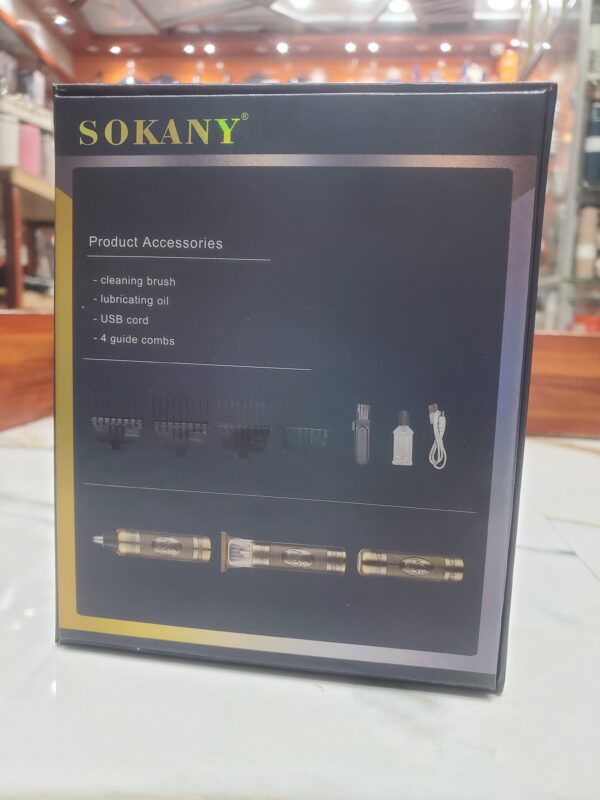 SOKANY®
Product Accessories
- cleaning brush
- lubricating oil
- USB cord
- 4 guide combs